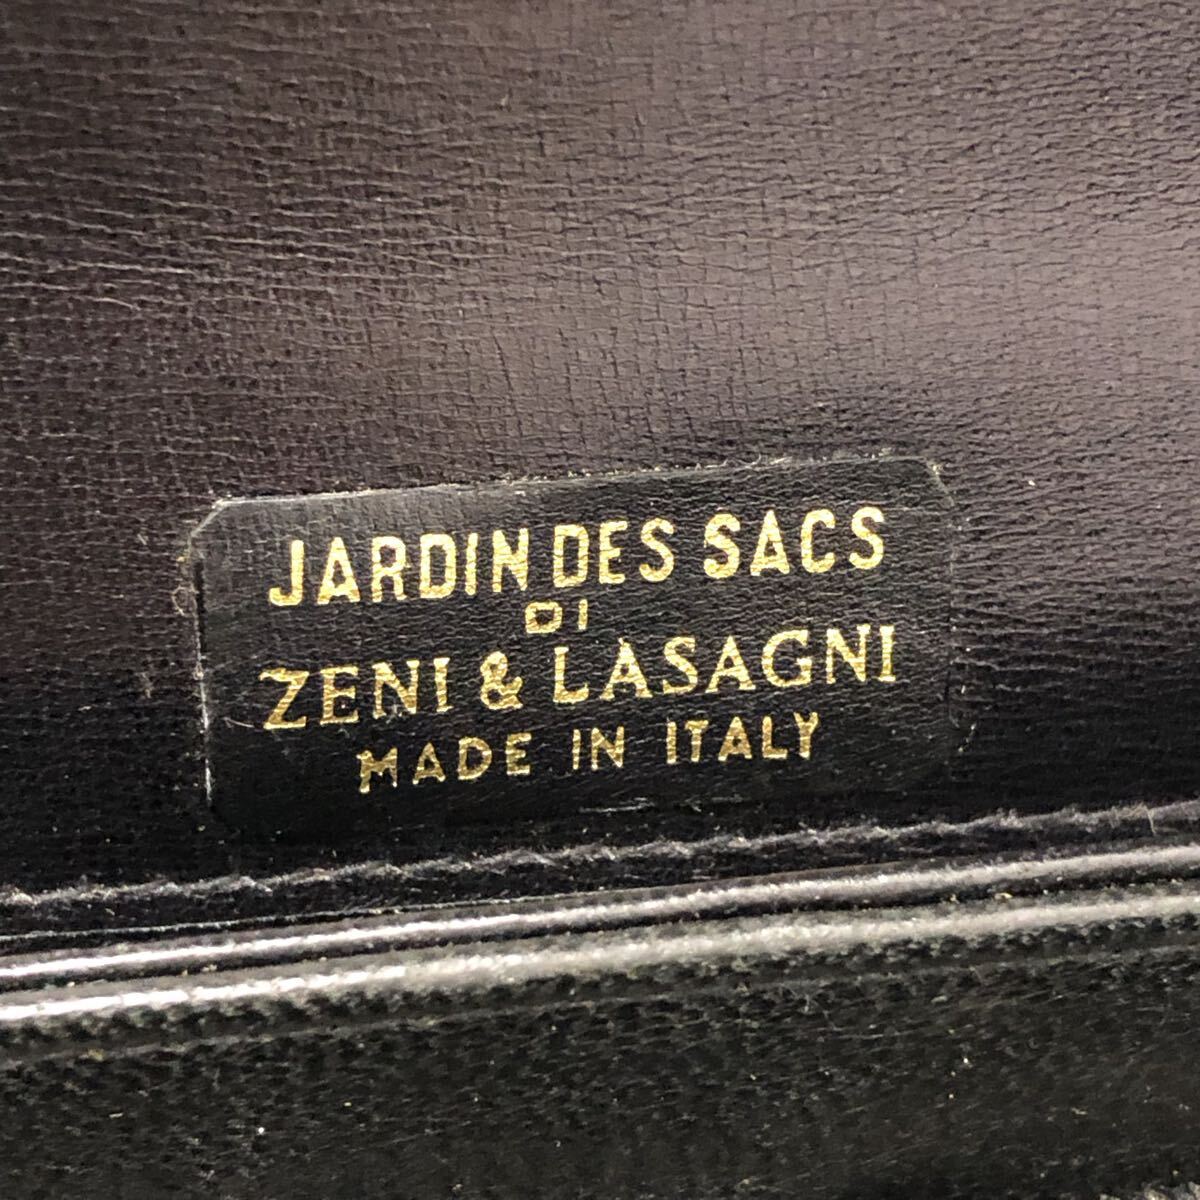 JARDIN DES SACS
DI
ZENI & LASAGNI
MADE IN ITALY